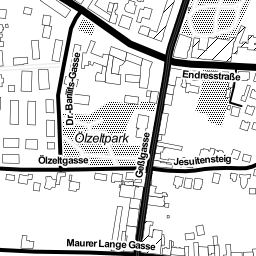 Endresstraße
Dr.-Barilits-Gasse
Ölzeltpark
Geßlgasse
Ölzeltgasse
Jesuitensteig
Maurer Lange Gasse